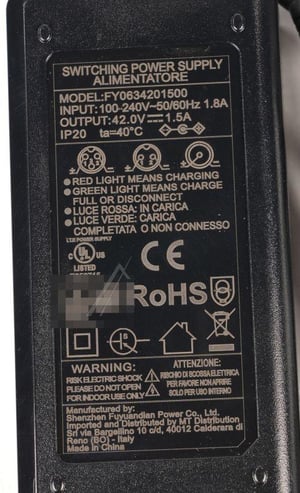 SWITCHING POWER SUPPLY
ALIMENTATORE
MODEL:FY0634201500
INPUT:100-240V~50/60Hz 1.8A
OUTPUT:42.0V⎓1.5A
IP20 ta=40°C
RED LIGHT MEANS CHARGING
GREEN LIGHT MEANS CHARGE
FULL OR DISCONNECT
LUCE ROSSA: IN CARICA
LUCE VERDE: CARICA
COMPLETATA O NON CONNESSO
POWER SUPPLY
c UL US
LISTED
CE
RoHS
WARNING:
RISK ELECTRIC SHOCK
PLEASE DO NOT OPEN
FOR INDOOR USE ONLY
ATTENZIONE:
RISCHIO DI SCOSSA ELETTRICA
PER FAVORE NON APRIRE
SOLO PER USO INTERNO
Manufactured by:
Shenzhen Fuyuandian Power Co., Ltd.
Imported and Distributed by MT Distribution
Srl via Bargellino 10 c/d, 40012 Calderara di
Reno (BO) - Italy
Made in China